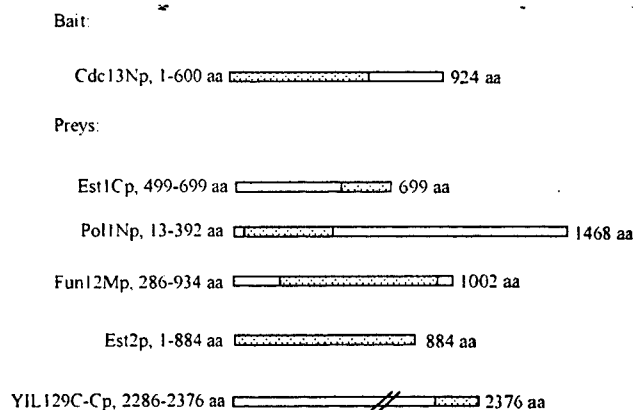 Bait:
Cdc13Np, 1-600 aa 924 aa
Preys:
Est1Cp, 499-699 aa 699 aa
Pol1Np, 13-392 aa 1468 aa
Fun12Mp, 286-934 aa 1002 aa
Est2p, 1-884 aa 884 aa
YIL129C-Cp, 2286-2376 aa 2376 aa